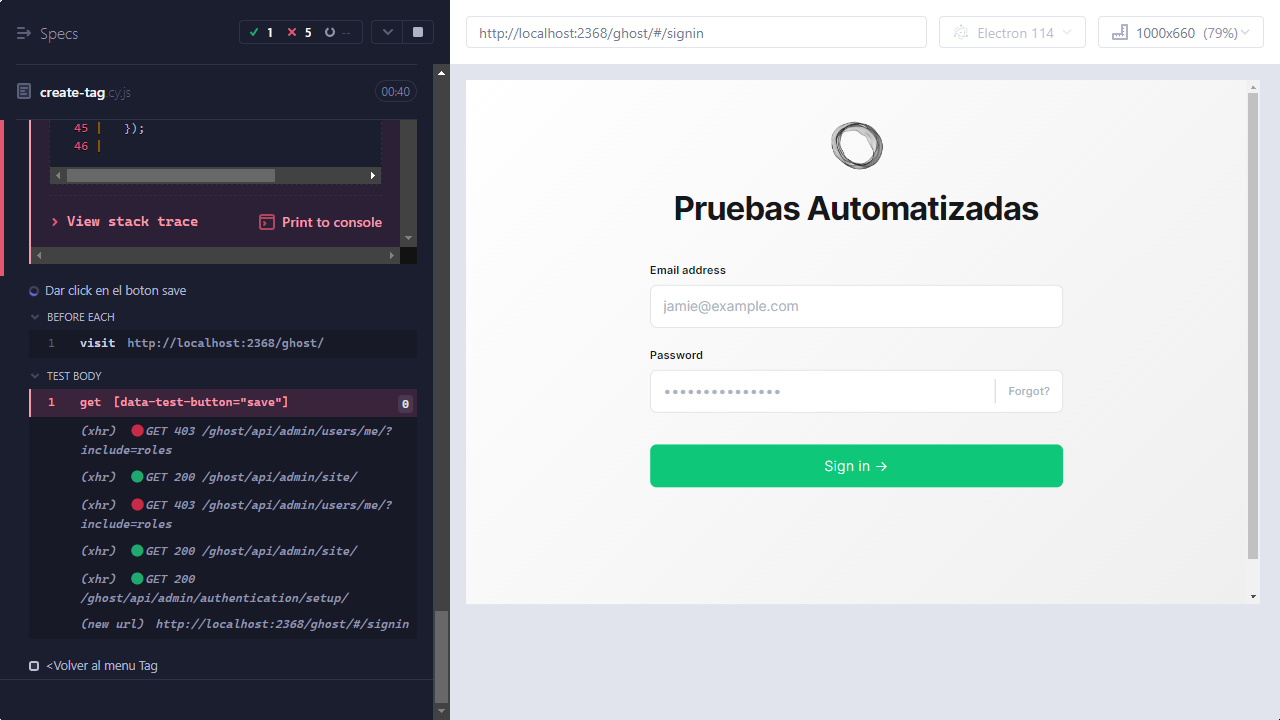 Specs
1
5
--
create-tag.cy.js
00:40
45 |   });
46 |
View stack trace
Print to console
Dar click en el boton save
BEFORE EACH
1 visit http://localhost:2368/ghost/
TEST BODY
1 get [data-test-button="save"] 0
(xhr) GET 403 /ghost/api/admin/users/me/?
include=roles
(xhr) GET 200 /ghost/api/admin/site/
(xhr) GET 403 /ghost/api/admin/users/me/?
include=roles
(xhr) GET 200 /ghost/api/admin/site/
(xhr) GET 200
/ghost/api/admin/authentication/setup/
(new url) http://localhost:2368/ghost/#/signin
<Volver al menu Tag
http://localhost:2368/ghost/#/signin
Electron 114
1000x660 (79%)
Pruebas Automatizadas
Email address
jamie@example.com
Password
•••••••••••••••
Forgot?
Sign in →